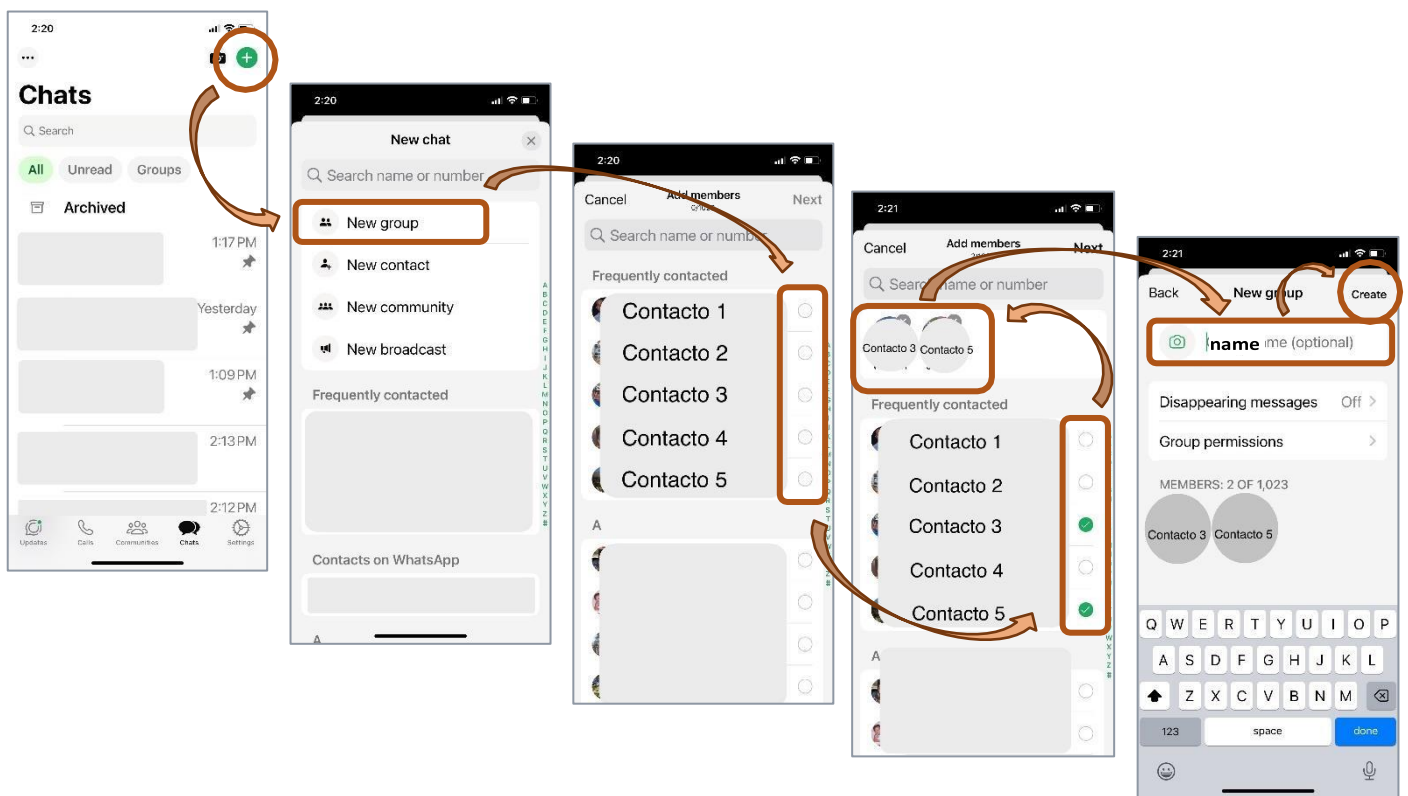 2:20
Chats
Search
All Unread Groups
Archived
1:17 PM
Yesterday
1:09 PM
2:13 PM
2:12 PM
Updates Calls Communities Chats Settings
2:20
New chat
Search name or number
New group
New contact
New community
New broadcast
Frequently contacted
Contacts on WhatsApp
A
A
B
C
D
E
F
G
H
I
J
K
L
M
N
O
P
Q
R
S
T
U
V
W
X
Y
Z
#
2:20
Cancel Add members Next
Search name or number
Frequently contacted
Contacto 1
Contacto 2
Contacto 3
Contacto 4
Contacto 5
A
2:21
Cancel Add members Next
Search name or number
Contacto 3 Contacto 5
Frequently contacted
Contacto 1
Contacto 2
Contacto 3
Contacto 4
Contacto 5
A
W
X
Y
Z
#
2:21
Back New group Create
name (optional)
Disappearing messages Off
Group permissions
MEMBERS: 2 OF 1,023
Contacto 3 Contacto 5
Q W E R T Y U I O P
A S D F G H J K L
Z X C V B N M
123 space done